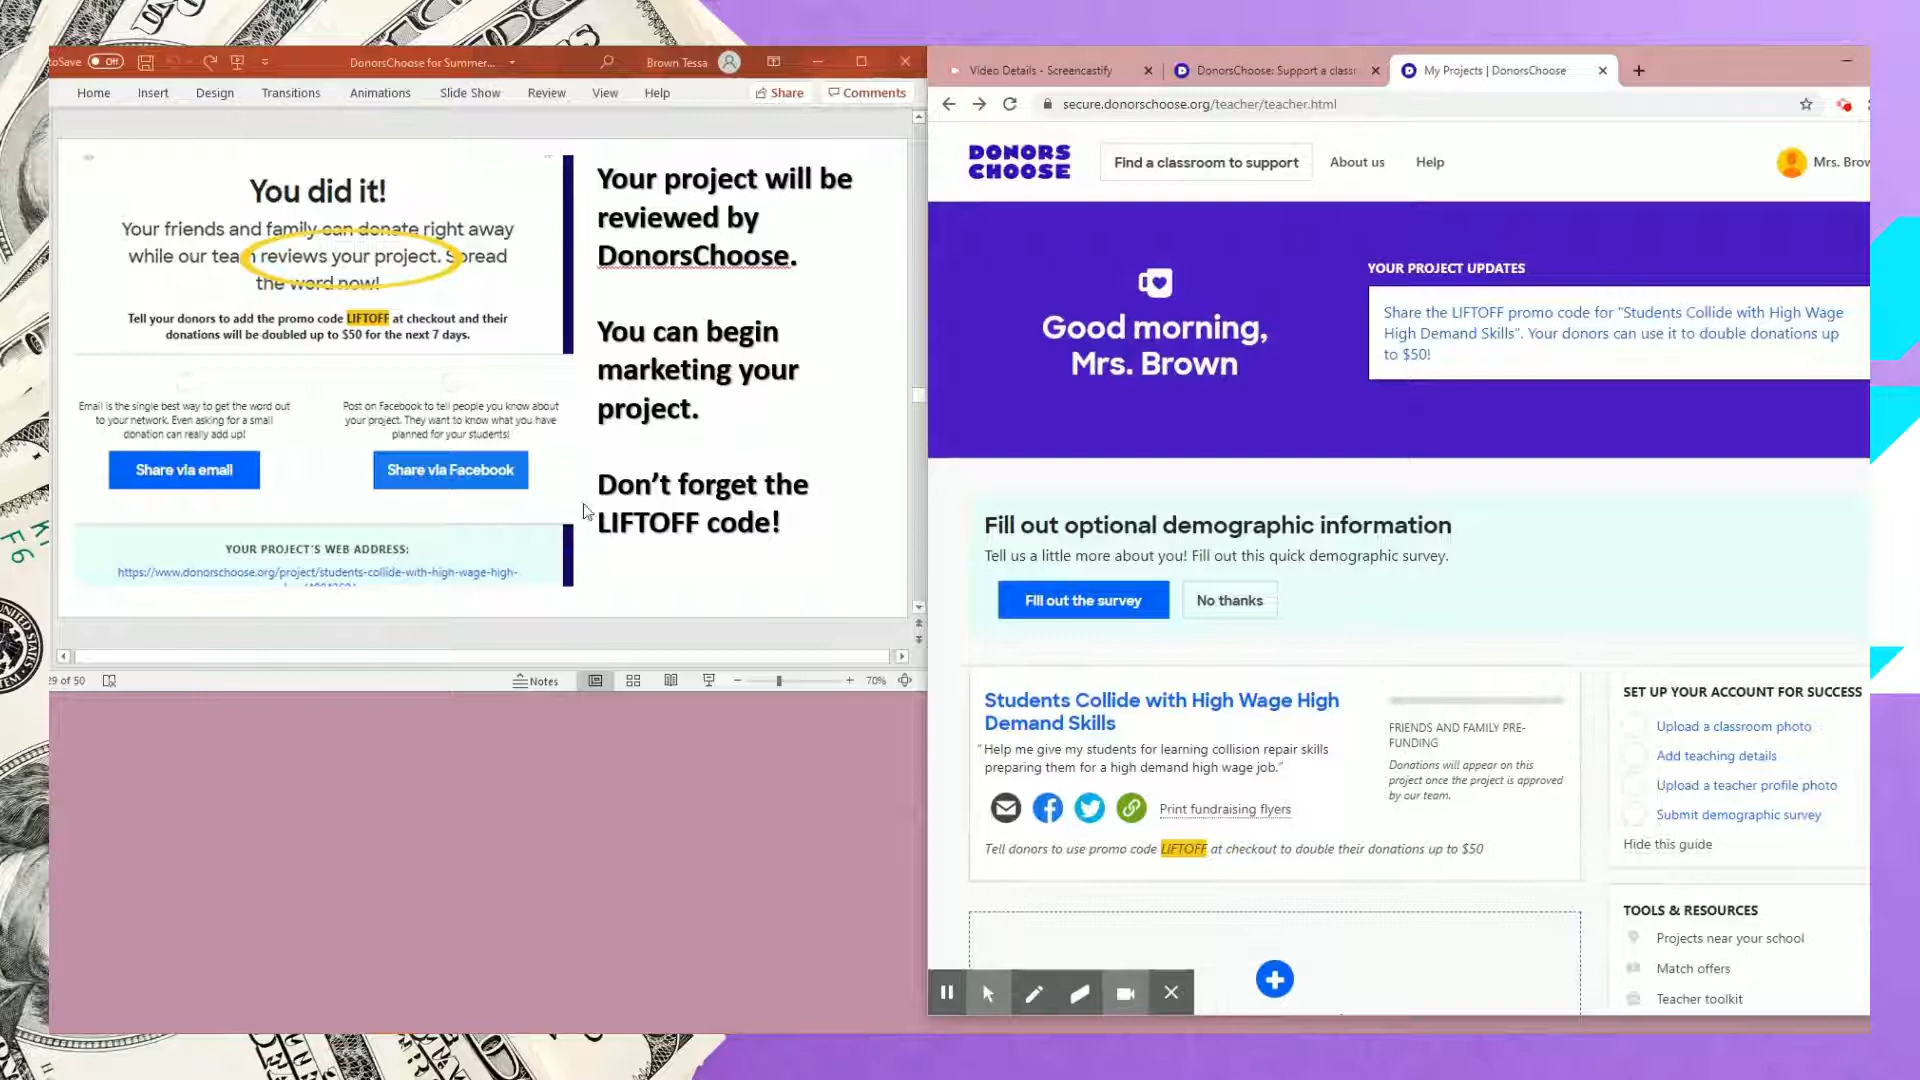 toSave Off
DonorsChoose for Summer...
Brown Tessa
Home Insert Design Transitions Animations Slide Show Review View Help Share Comments
You did it!
Your friends and family can donate right away
while our team reviews your project. Spread
the word now!
Tell your donors to add the promo code LIFTOFF at checkout and their
donations will be doubled up to $50 for the next 7 days.
Email is the single best way to get the word out
to your network. Even asking for a small
donation can really add up!
Share via email
Post on Facebook to tell people you know about
your project. They want to know what you have
planned for your students!
Share via Facebook
YOUR PROJECT'S WEB ADDRESS:
https://www.donorschoose.org/project/students-collide-with-high-wage-high-
Your project will be
reviewed by
DonorsChoose.
You can begin
marketing your
project.
Don't forget the
LIFTOFF code!
29 of 50
Notes
70%
Video Details - Screencastify
DonorsChoose: Support a class
My Projects | DonorsChoose
secure.donorschoose.org/teacher/teacher.html
DONORS
CHOOSE
Find a classroom to support
About us
Help
Mrs. Brow
Good morning,
Mrs. Brown
YOUR PROJECT UPDATES
Share the LIFTOFF promo code for "Students Collide with High Wage
High Demand Skills". Your donors can use it to double donations up
to $50!
Fill out optional demographic information
Tell us a little more about you! Fill out this quick demographic survey.
Fill out the survey
No thanks
Students Collide with High Wage High
Demand Skills
"Help me give my students for learning collision repair skills
preparing them for a high demand high wage job."
Print fundraising flyers
Tell donors to use promo code LIFTOFF at checkout to double their donations up to $50
FRIENDS AND FAMILY PRE-
FUNDING
Donations will appear on this
project once the project is approved
by our team.
SET UP YOUR ACCOUNT FOR SUCCESS
Upload a classroom photo
Add teaching details
Upload a teacher profile photo
Submit demographic survey
Hide this guide
TOOLS & RESOURCES
Projects near your school
Match offers
Teacher toolkit